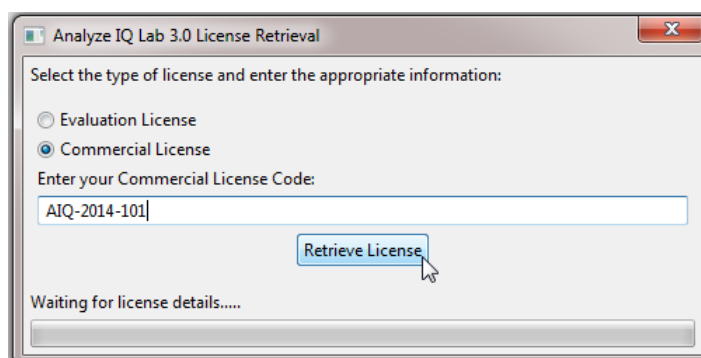 Analyze IQ Lab 3.0 License Retrieval
Select the type of license and enter the appropriate information:
Evaluation License
Commercial License
Enter your Commercial License Code:
AIQ-2014-101
Retrieve License
Waiting for license details.....